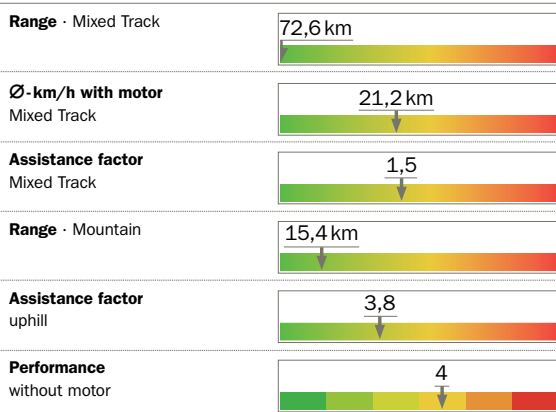 Range · Mixed Track
72,6 km
Ø-km/h with motor
Mixed Track
21,2 km
Assistance factor
Mixed Track
1,5
Range · Mountain
15,4 km
Assistance factor
uphill
3,8
Performance
without motor
4